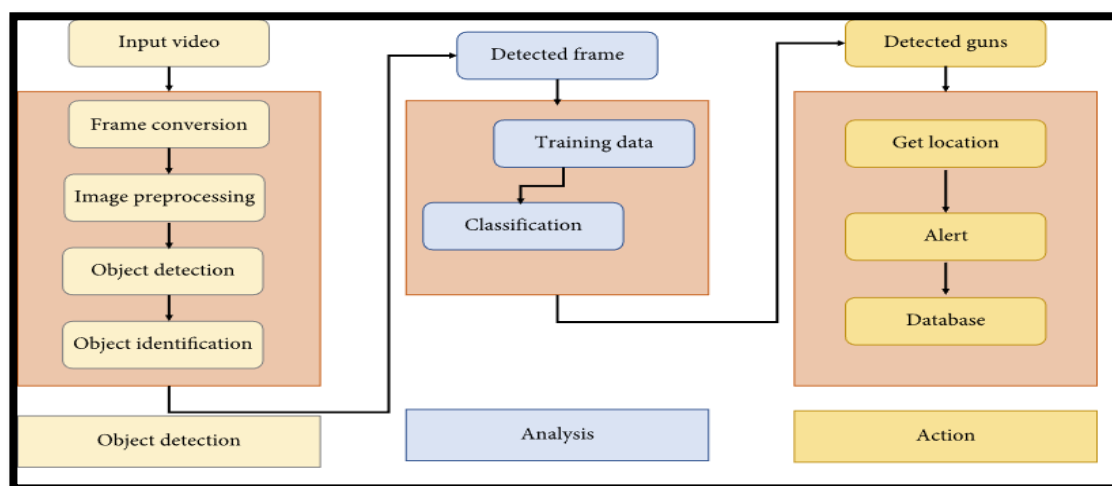 Input video
Frame conversion
Image preprocessing
Object detection
Object identification
Object detection
Detected frame
Training data
Classification
Analysis
Detected guns
Get location
Alert
Database
Action